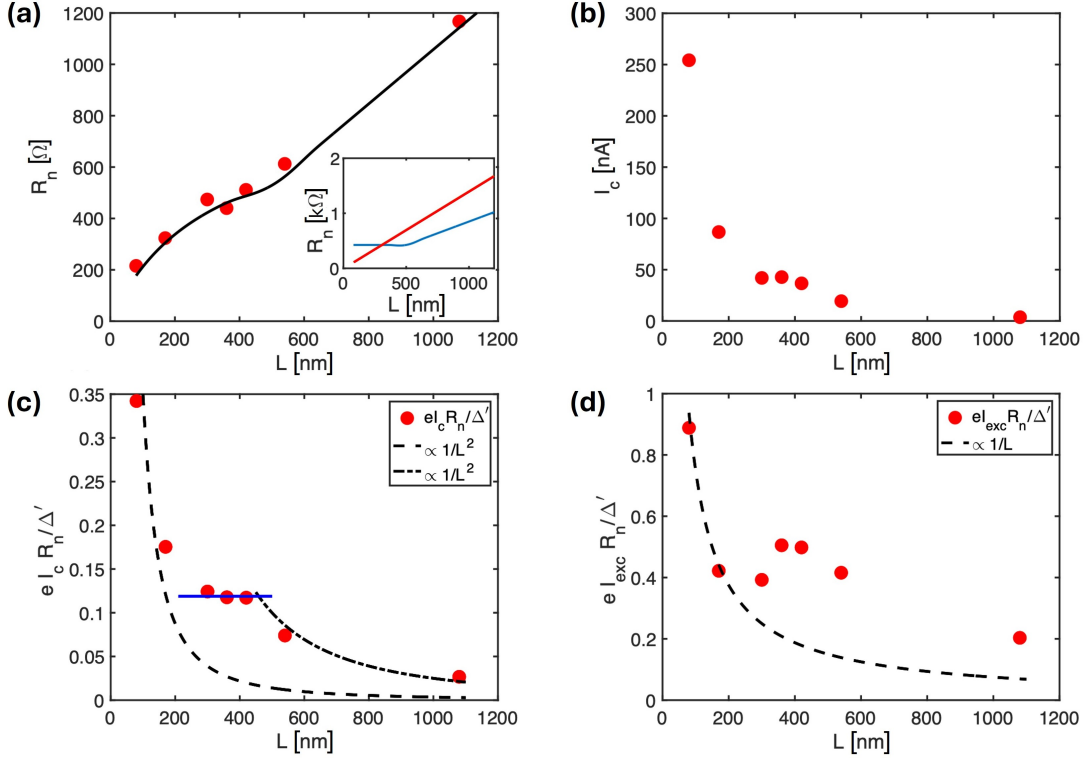 (a)
1200
1000
800
600
400
200
0
R_n [Ω]
0 200 400 600 800 1000 1200
L [nm]
2
1
0
R_n [kΩ]
0 500 1000
L [nm]
(b)
300
250
200
150
100
50
0
I_c [nA]
0 200 400 600 800 1000 1200
L [nm]
(c)
0.35
0.3
0.25
0.2
0.15
0.1
0.05
0
e I_c R_n/Δ′
eI_cR_n/Δ′
∝ 1/L²
∝ 1/L²
0 200 400 600 800 1000 1200
L [nm]
(d)
1
0.8
0.6
0.4
0.2
0
e I_exc R_n/Δ′
eI_excR_n/Δ′
∝ 1/L
0 200 400 600 800 1000 1200
L [nm]